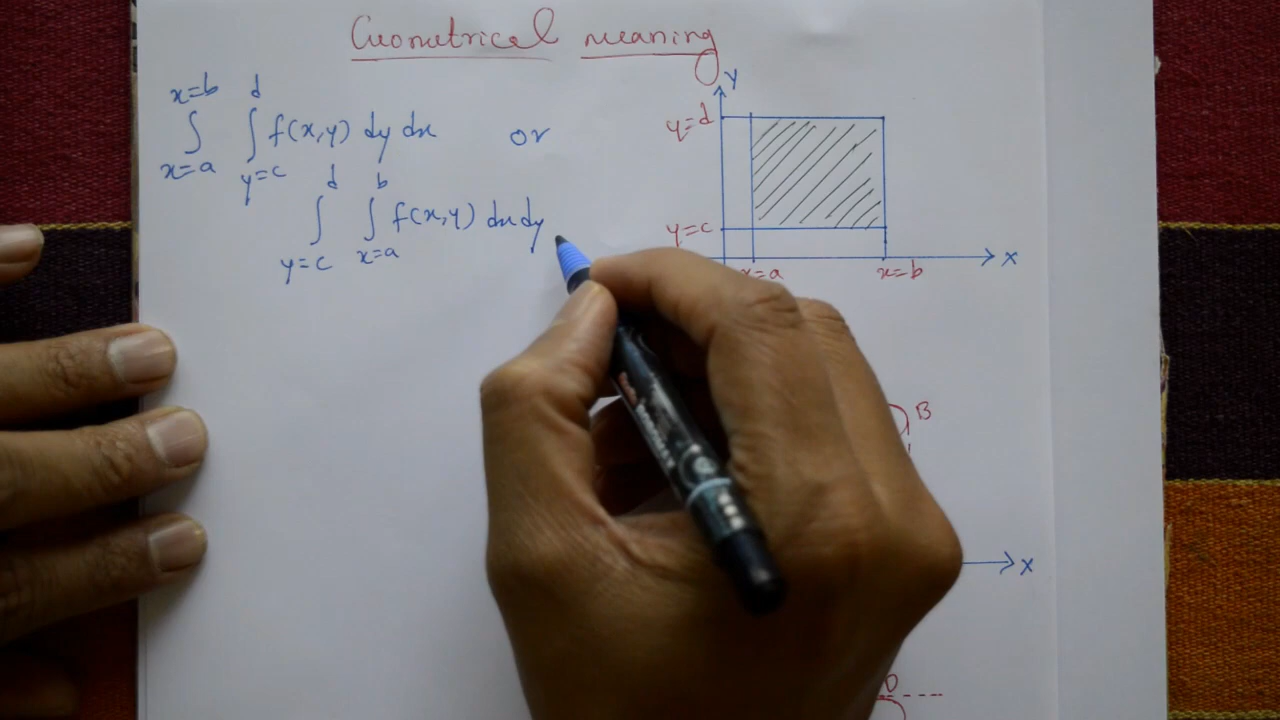 Geometrical meaning
x=b d
∫ ∫ f(x,y) dy dx or
x=a y=c
d b
∫ ∫ f(x,y) dx dy
y=c x=a
Y
y=d
y=c
X
x=a x=b
B
X
D